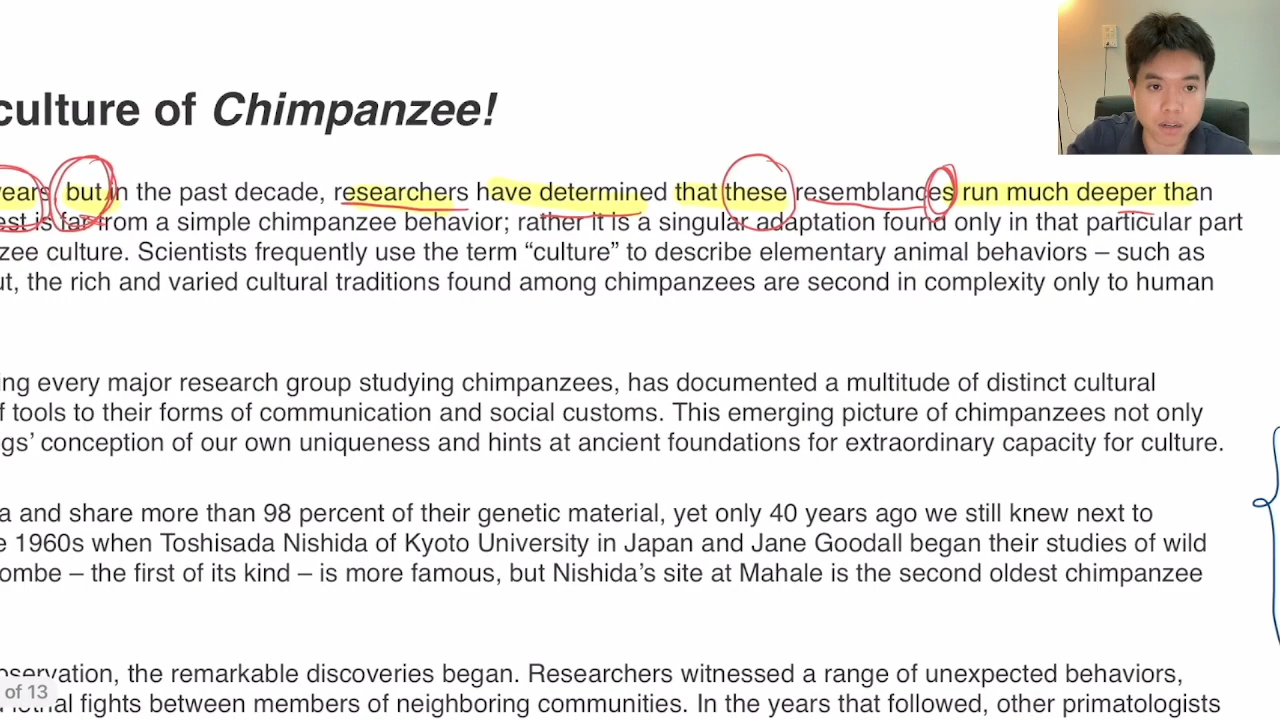 culture of Chimpanzee!
years but in the past decade, researchers have determined that these resemblances run much deeper than
est is far from a simple chimpanzee behavior; rather it is a singular adaptation found only in that particular part
zee culture. Scientists frequently use the term “culture” to describe elementary animal behaviors – such as
ut, the rich and varied cultural traditions found among chimpanzees are second in complexity only to human
ing every major research group studying chimpanzees, has documented a multitude of distinct cultural
f tools to their forms of communication and social customs. This emerging picture of chimpanzees not only
gs’ conception of our own uniqueness and hints at ancient foundations for extraordinary capacity for culture.
a and share more than 98 percent of their genetic material, yet only 40 years ago we still knew next to
e 1960s when Toshisada Nishida of Kyoto University in Japan and Jane Goodall began their studies of wild
ombe – the first of its kind – is more famous, but Nishida’s site at Mahale is the second oldest chimpanzee
bservation, the remarkable discoveries began. Researchers witnessed a range of unexpected behaviors,
of 13
lethal fights between members of neighboring communities. In the years that followed, other primatologists